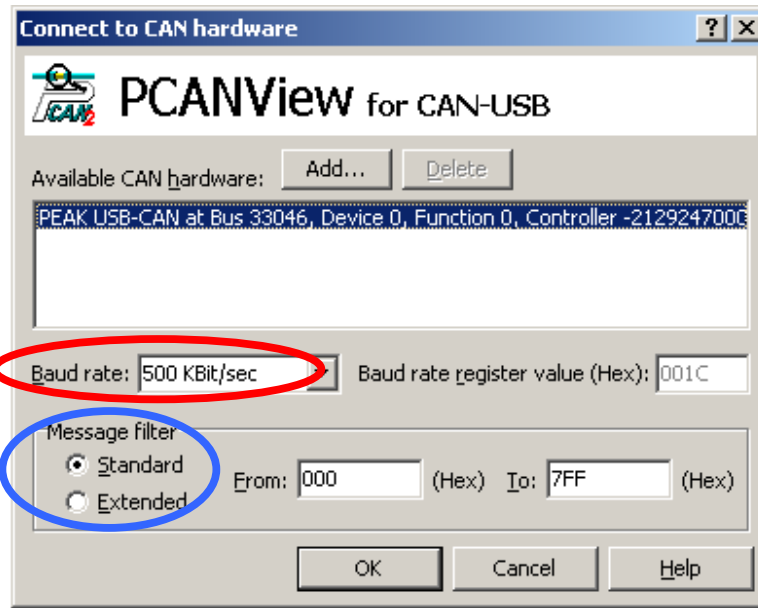 Connect to CAN hardware
PCAN2
PCANView for CAN-USB
Available CAN hardware: Add... Delete
PEAK USB-CAN at Bus 33046, Device 0, Function 0, Controller -2129247000
Baud rate: 500 KBit/sec Baud rate register value (Hex): 001C
Message filter
Standard
From: 000 (Hex) To: 7FF (Hex)
Extended
OK Cancel Help